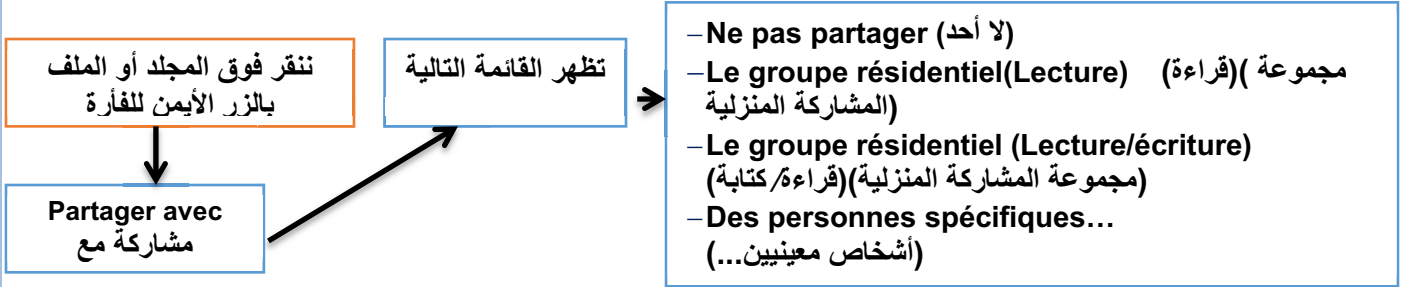 ننقر فوق المجلد أو الملف
بالزر الأيمن للفأرة
Partager avec
مشاركة مع
تظهر القائمة التالية
–Ne pas partager (لا أحد)
–Le groupe résidentiel(Lecture) (قراءة)( مجموعة
المشاركة المنزلية)
–Le groupe résidentiel (Lecture/écriture)
(مجموعة المشاركة المنزلية)(قراءة/كتابة)
–Des personnes spécifiques…
(أشخاص معينيين...)